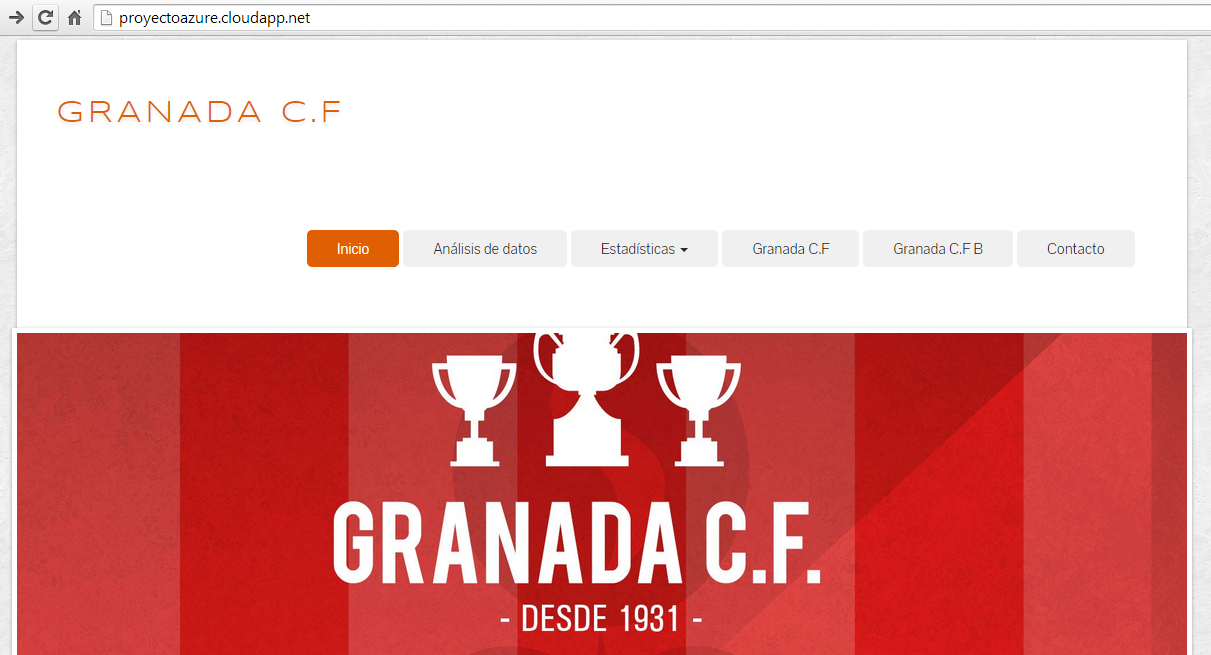 proyectoazure.cloudapp.net
GRANADA C.F
Inicio Análisis de datos Estadísticas Granada C.F Granada C.F B Contacto
GRANADA C.F.
- DESDE 1931 -